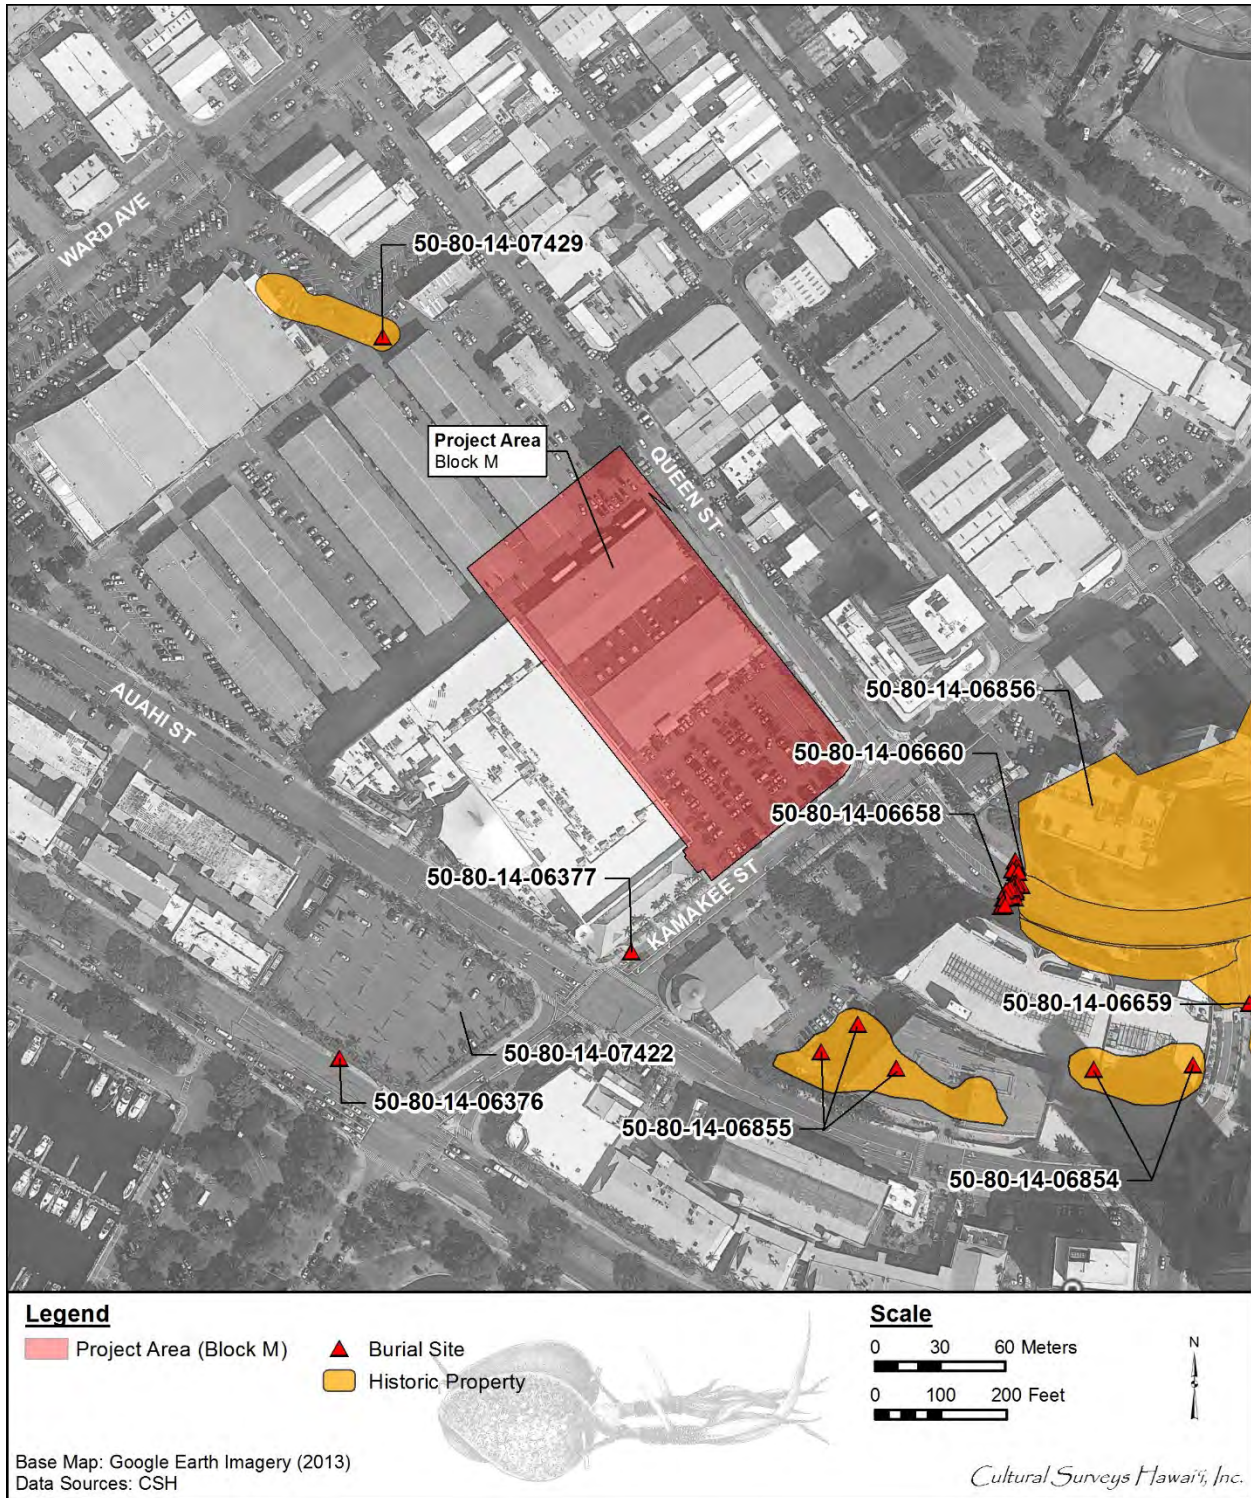 WARD AVE
50-80-14-07429
Project Area
Block M
QUEEN ST
AUAHI ST
50-80-14-06856
50-80-14-06660
50-80-14-06658
50-80-14-06377
KAMAKEE ST
50-80-14-06659
50-80-14-07422
50-80-14-06376
50-80-14-06855
50-80-14-06854
Legend
Project Area (Block M)
Burial Site
Historic Property
Scale
0 30 60 Meters
0 100 200 Feet
N
Base Map: Google Earth Imagery (2013)
Data Sources: CSH
Cultural Surveys Hawaiʻi, Inc.